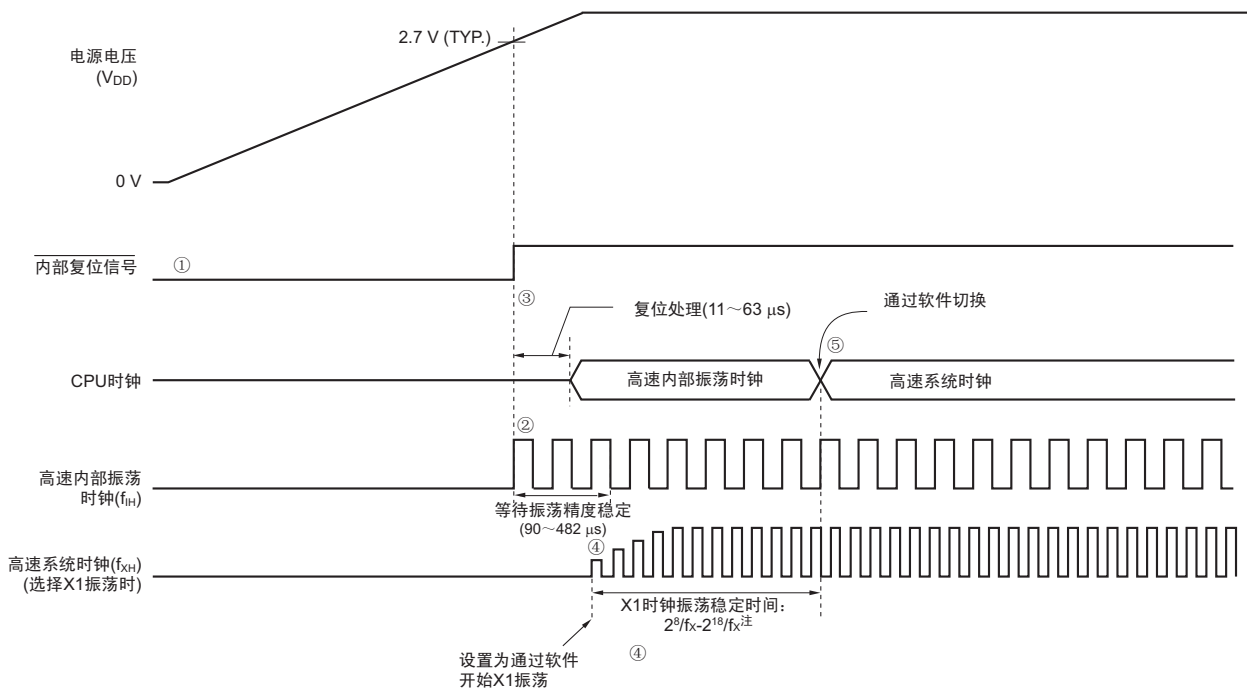 2.7 V (TYP.)
电源电压
(VDD)
0 V
内部复位信号
①
③
复位处理(11～63 μs)
通过软件切换
⑤
CPU时钟
高速内部振荡时钟
高速系统时钟
②
高速内部振荡
时钟(fIH)
等待振荡精度稳定
(90～482 μs)
④
高速系统时钟(fXH)
(选择X1振荡时)
X1时钟振荡稳定时间：
2⁸/fX-2¹⁸/fX注
④
设置为通过软件
开始X1振荡